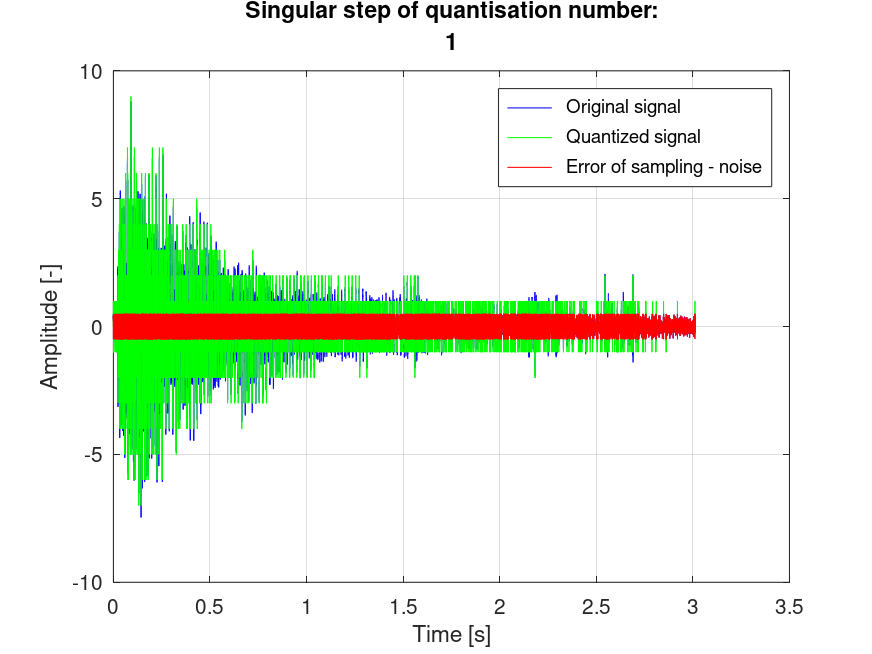 Singular step of quantisation number:
1
10
5
0
-5
-10
Amplitude [-]
Original signal
Quantized signal
Error of sampling - noise
0 0.5 1 1.5 2 2.5 3 3.5
Time [s]